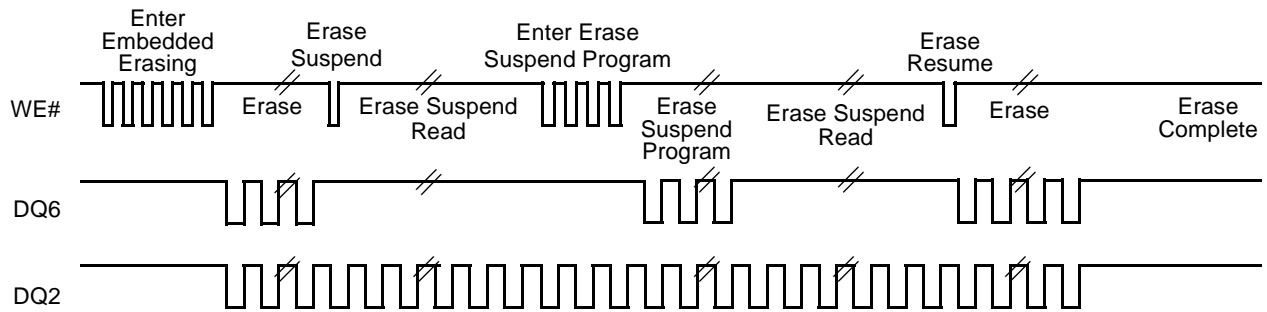 Enter
Embedded
Erasing
Erase
Suspend
Enter Erase
Suspend Program
Erase
Resume
WE#
Erase
Erase Suspend
Read
Erase
Suspend
Program
Erase Suspend
Read
Erase
Erase
Complete
DQ6
DQ2